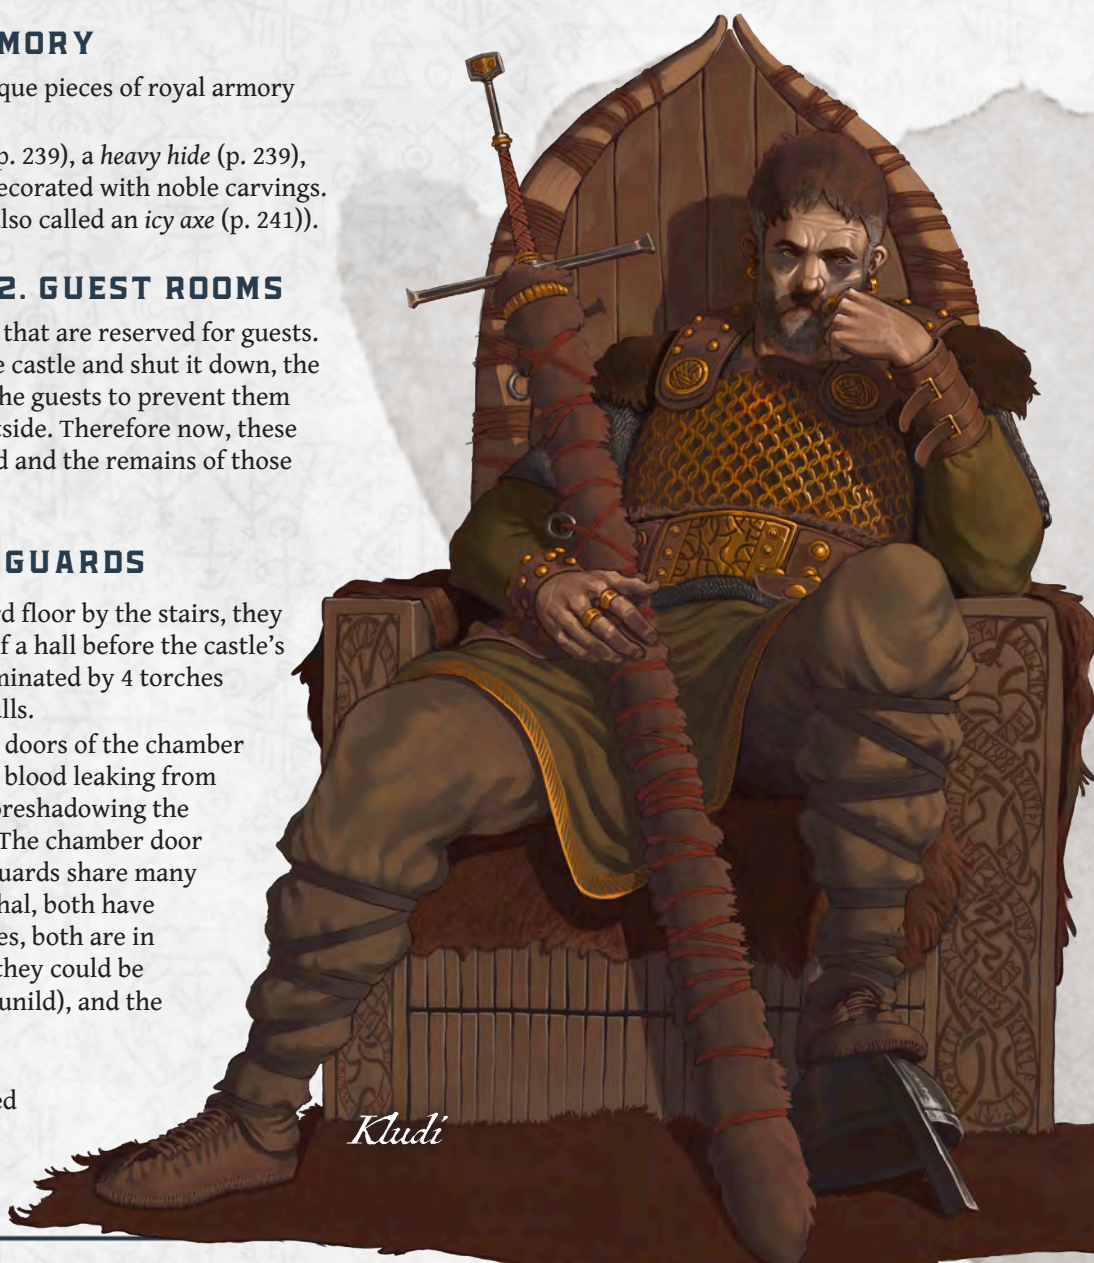 MORY
que pieces of royal armory
p. 239), a heavy hide (p. 239),
ecorated with noble carvings.
lso called an icy axe (p. 241)).
2. GUEST ROOMS
that are reserved for guests.
e castle and shut it down, the
he guests to prevent them
tside. Therefore now, these
d and the remains of those
GUARDS
rd floor by the stairs, they
f a hall before the castle’s
minated by 4 torches
alls.
doors of the chamber
blood leaking from
oreshadowing the
The chamber door
uards share many
hal, both have
es, both are in
they could be
unild), and the
ed
Kludi